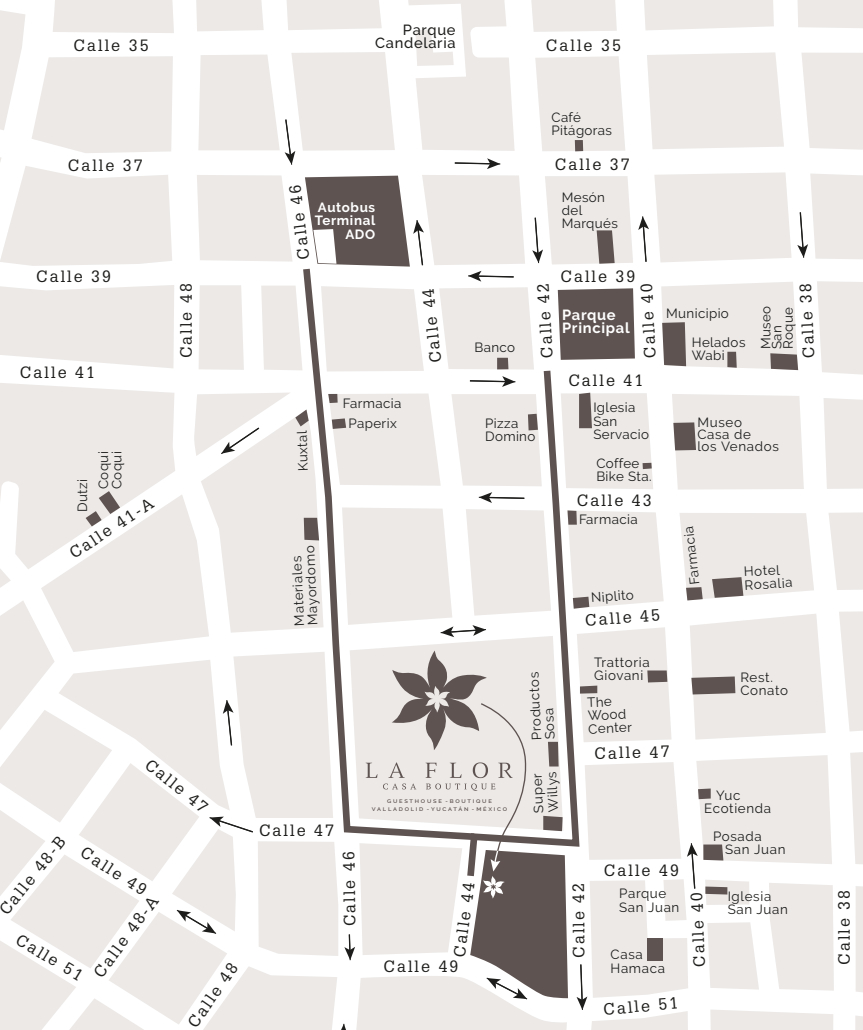 Parque
Candelaria
Calle 35
Calle 35
Café
Pitágoras
Calle 37
Calle 37
Calle 46
Autobus
Terminal
ADO
Mesón
del
Marqués
Calle 39
Calle 39
Calle 48
Calle 44
Calle 42
Parque
Principal
Calle 40
Municipio
Helados
Wabi
Museo
San
Roque
Calle 38
Banco
Calle 41
Calle 41
Farmacia
Paperix
Kuxtal
Pizza
Domino
Iglesia
San
Servacio
Museo
Casa de
los Venados
Coffee
Bike Sta.
Dutzi
Coqui
Coqui
Calle 41-A
Calle 43
Farmacia
Materiales
Mayordomo
Farmacia
Hotel
Rosalia
Niplito
Calle 45
Trattoria
Giovani
The
Wood
Center
Rest.
Conato
Productos
Sosa
LA FLOR
CASA BOUTIQUE
GUESTHOUSE-BOUTIQUE
VALLADOLID-YUCATÁN-MÉXICO
Super
Willys
Calle 47
Calle 47
Calle 47
Yuc
Ecotienda
Posada
San Juan
Calle 48-B
Calle 49
Calle 48-A
Calle 51
Calle 48
Calle 46
Calle 44
Calle 49
Calle 42
Calle 49
Parque
San Juan
Calle 40
Iglesia
San Juan
Calle 38
Casa
Hamaca
Calle 51